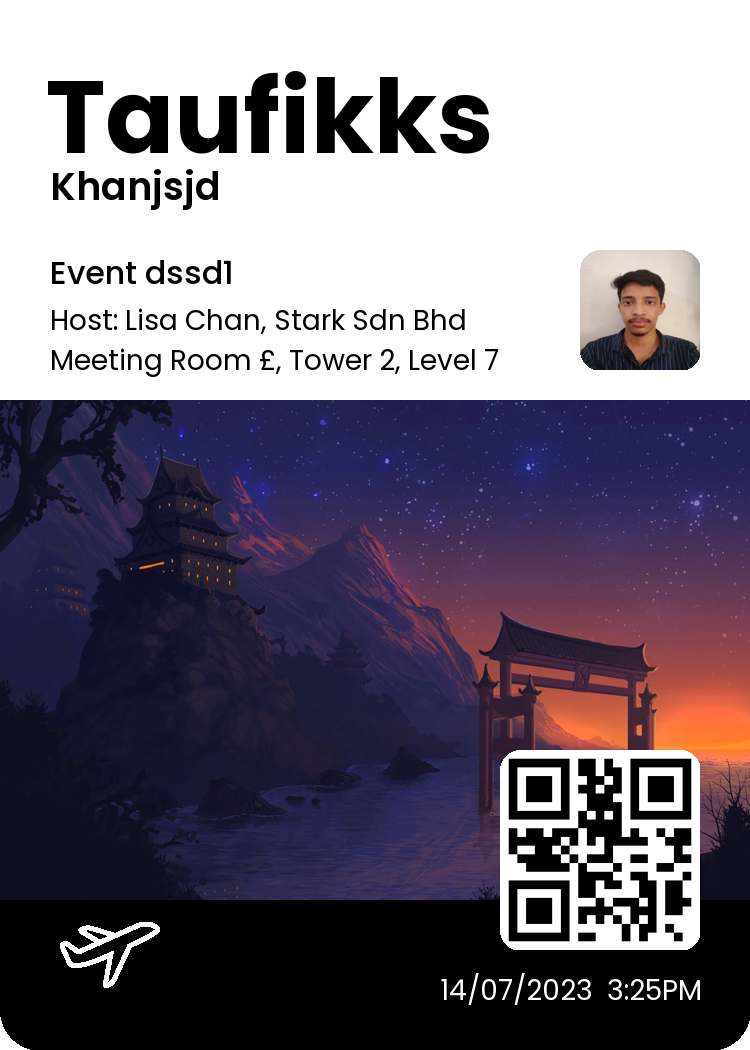 Taufikks
Khanjsjd
Event dssd1
Host: Lisa Chan, Stark Sdn Bhd
Meeting Room £, Tower 2, Level 7
14/07/2023 3:25PM